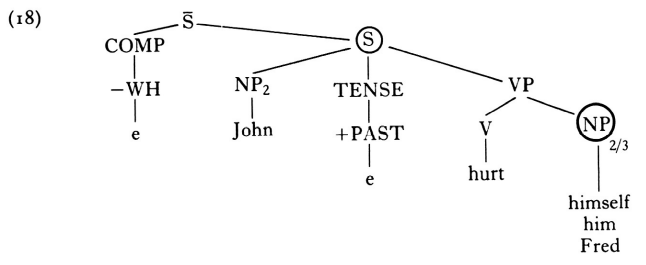 (18)
S̄
COMP S
−WH NP₂ TENSE VP
e John +PAST V NP 2/3
e hurt
himself
him
Fred